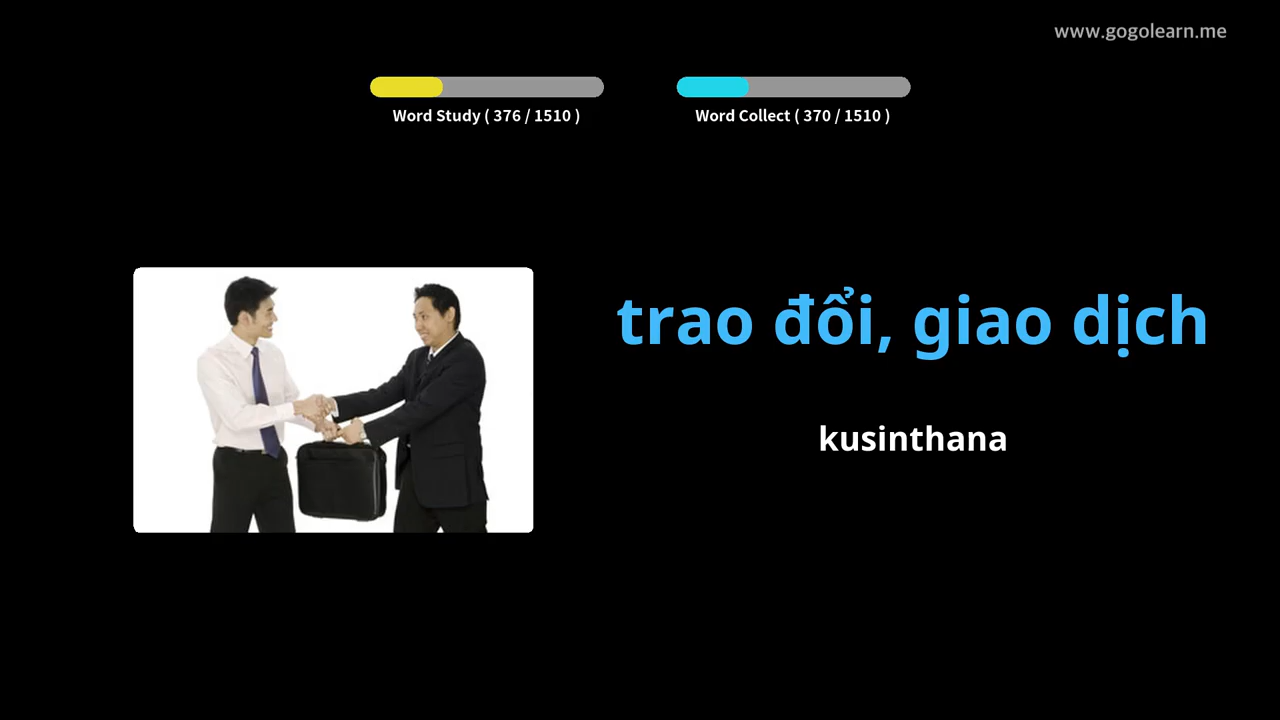 www.gogolearn.me
Word Study ( 376 / 1510 )
Word Collect ( 370 / 1510 )
trao đổi, giao dịch
kusinthana